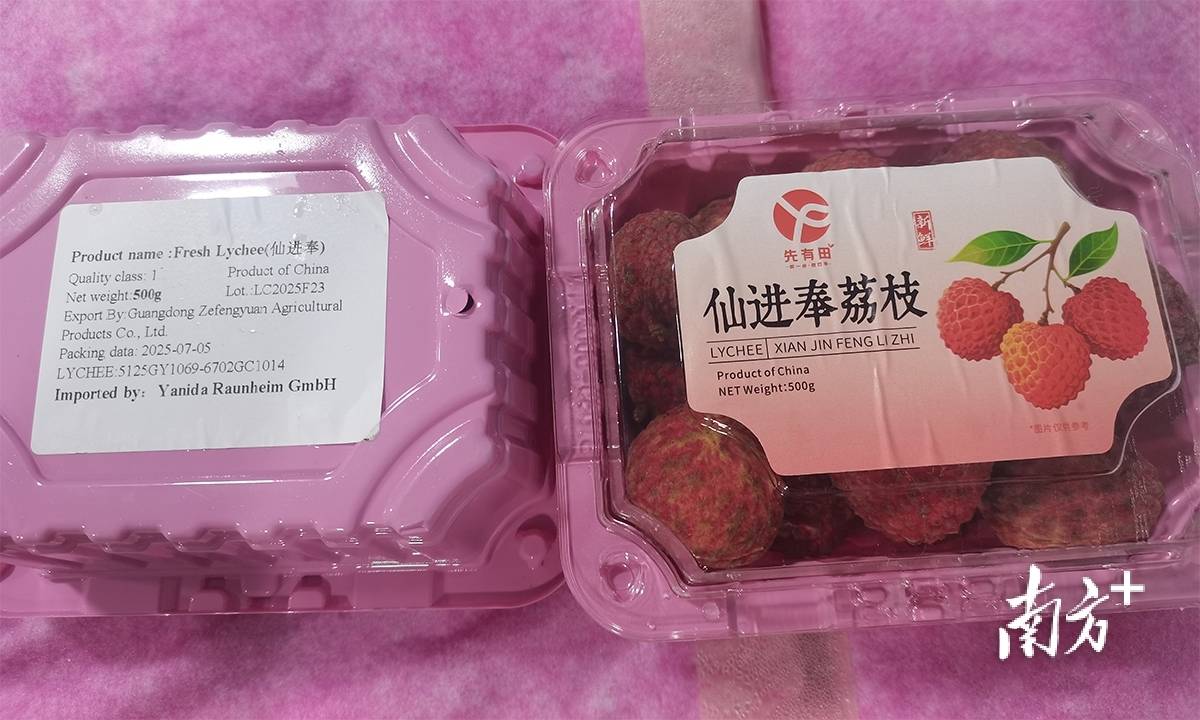 Product name :Fresh Lychee(仙进奉)
Quality class: 1
Product of China
Net weight:500g
Lot.:LC2025F23
Export By:Guangdong Zefengyuan Agricultural
Products Co., Ltd.
Packing data: 2025-07-05
LYCHEE:5125GY1069-6702GC1014
Imported by: Yanida Raunheim GmbH
先有田
新鲜
仙进奉荔枝
LYCHEE | XIAN JIN FENG LI ZHI
Product of China
NET Weight:500g
*图片仅供参考
南方+